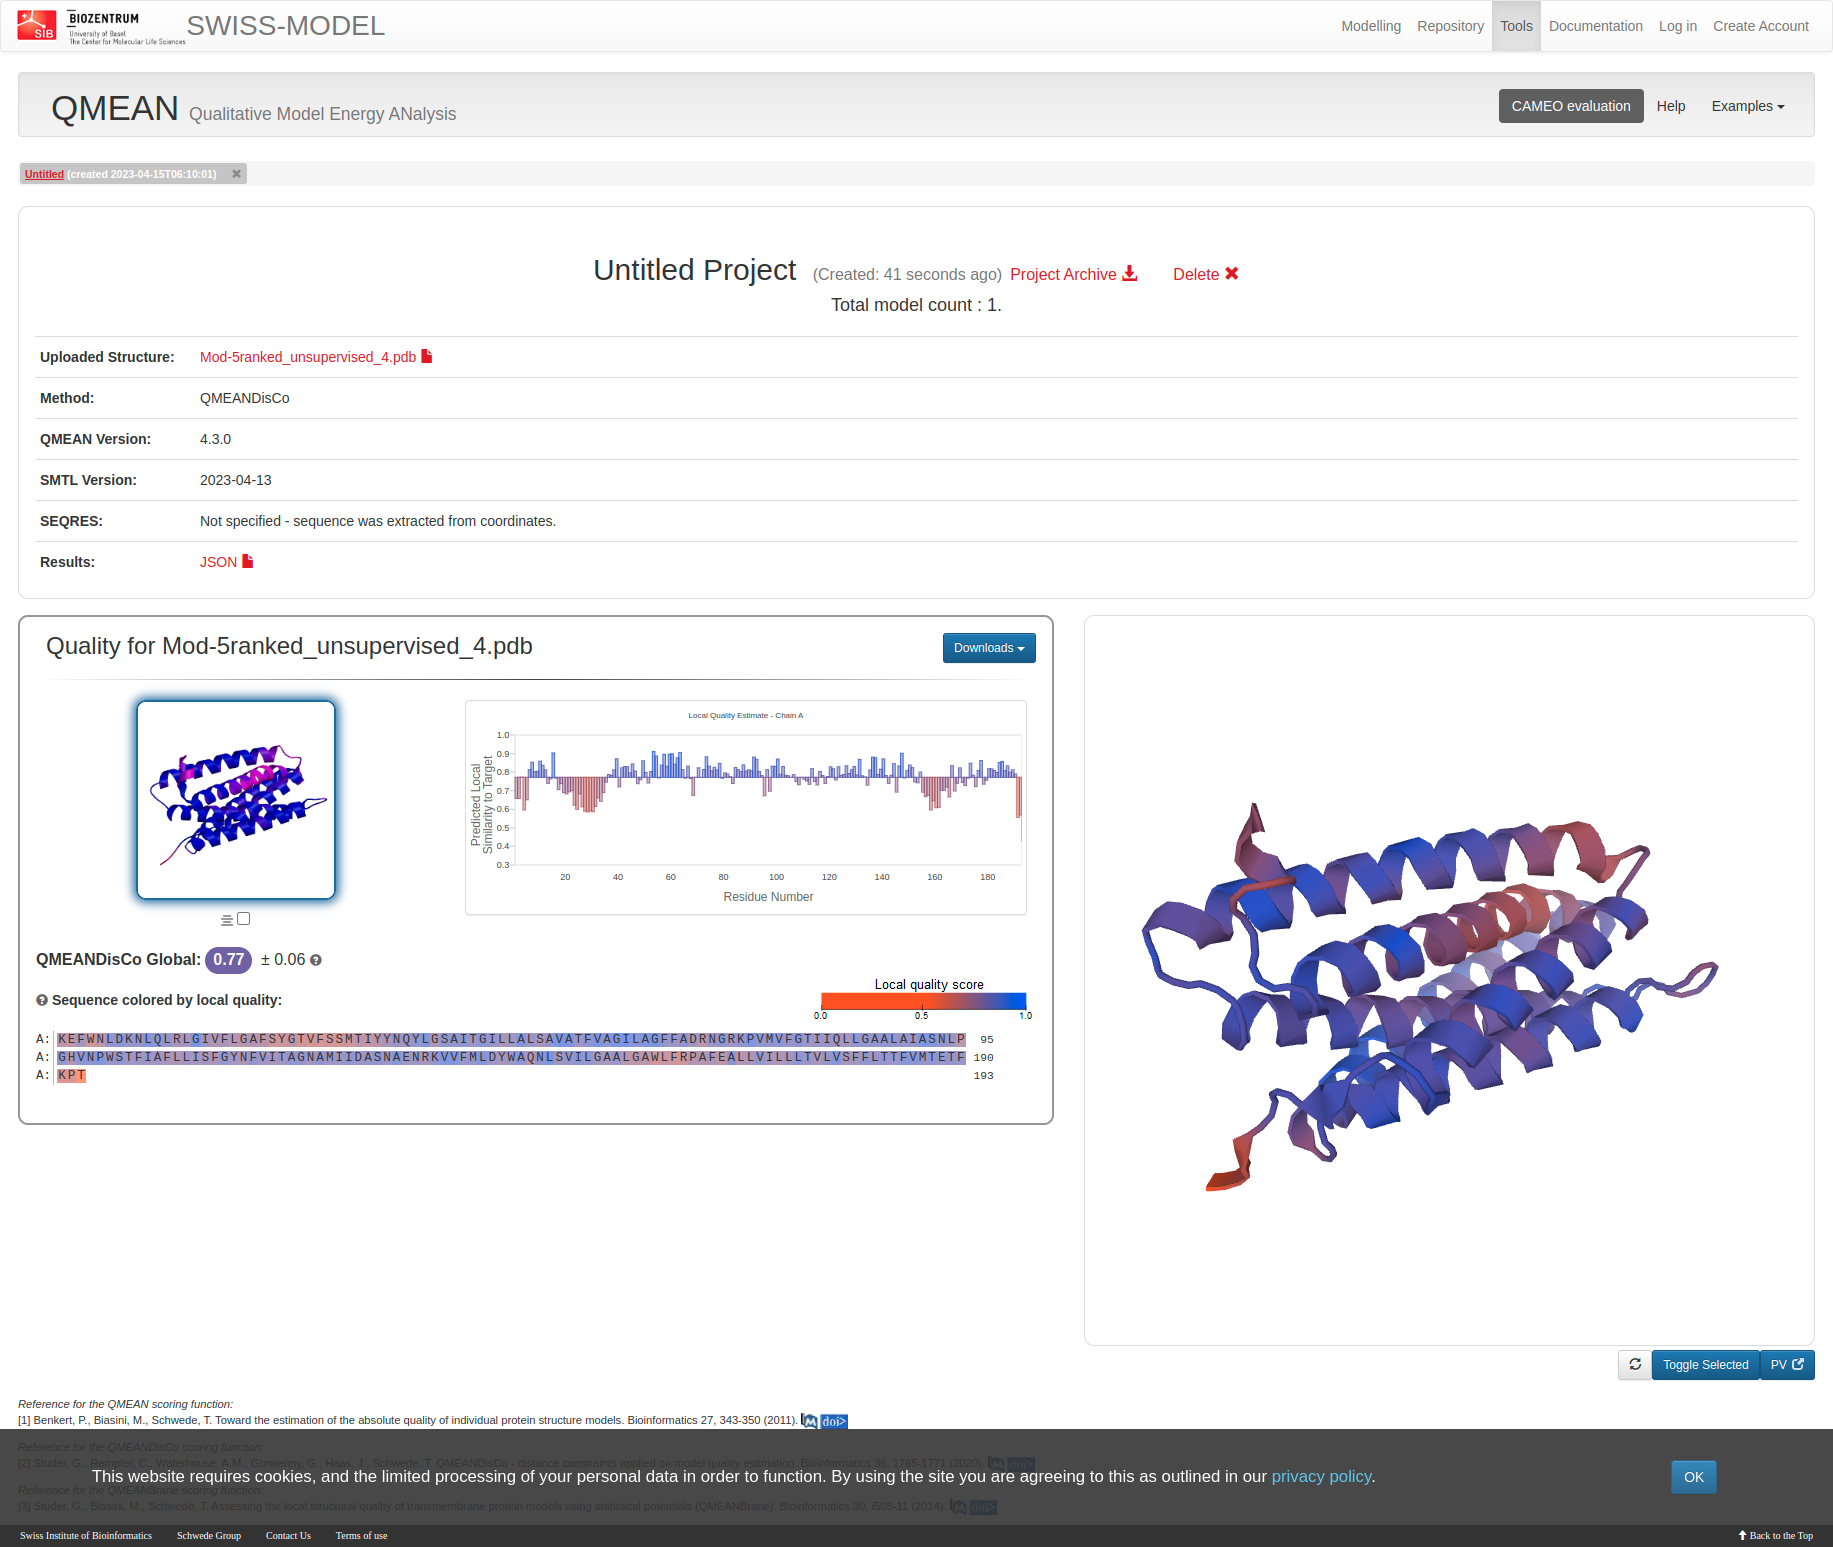 SIB
BIOZENTRUM
University of Basel
The Center for Molecular Life Sciences
SWISS-MODEL
Modelling Repository Tools Documentation Log in Create Account
QMEAN Qualitative Model Energy ANalysis
CAMEO evaluation Help Examples
Untitled (created 2023-04-15T06:10:01)
Untitled Project (Created: 41 seconds ago) Project Archive Delete
Total model count : 1.
Uploaded Structure: Mod-5ranked_unsupervised_4.pdb
Method: QMEANDisCo
QMEAN Version: 4.3.0
SMTL Version: 2023-04-13
SEQRES: Not specified - sequence was extracted from coordinates.
Results: JSON
Quality for Mod-5ranked_unsupervised_4.pdb
Downloads
Local Quality Estimate - Chain A
1.0
0.9
0.8
0.7
0.6
0.5
0.4
0.3
Predicted Local
Similarity to Target
20 40 60 80 100 120 140 160 180
Residue Number
QMEANDisCo Global: 0.77 ± 0.06
Sequence colored by local quality:
Local quality score
0.0 0.5 1.0
A: KEFWNLDKNLQLRLGIVFLGAFSYGTVFSSMTIYYNQYLGSAITGILLALSAVATFVAGILAGFFADRNGRKPVMVFGTIIQLLGAALAIASNLP 95
A: GHVNPWSTFIAFLLISFGYNFVITAGNAMIIDASNAENRKVVFMLDYWAQNLSVILGAALGAWLFRPAFEALLVILLLTVLVSFFLTTFVMTETF 190
A: KPT 193
Toggle Selected PV
Reference for the QMEAN scoring function:
[1] Benkert, P., Biasini, M., Schwede, T. Toward the estimation of the absolute quality of individual protein structure models. Bioinformatics 27, 343-350 (2011). doi>
Reference for the QMEANDisCo scoring function:
[2] Studer, G., Rempfer, C., Waterhouse, A.M., Gumienny, G., Haas, J., Schwede, T. QMEANDisCo - distance constraints applied on model quality estimation. Bioinformatics 36, 1765-1771 (2020). doi>
This website requires cookies, and the limited processing of your personal data in order to function. By using the site you are agreeing to this as outlined in our privacy policy.
OK
Reference for the QMEANBrane scoring function:
[3] Studer, G., Biasini, M., Schwede, T. Assessing the local structural quality of transmembrane protein models using statistical potentials (QMEANBrane). Bioinformatics 30, i505-11 (2014). doi>
Swiss Institute of Bioinformatics Schwede Group Contact Us Terms of use
Back to the Top